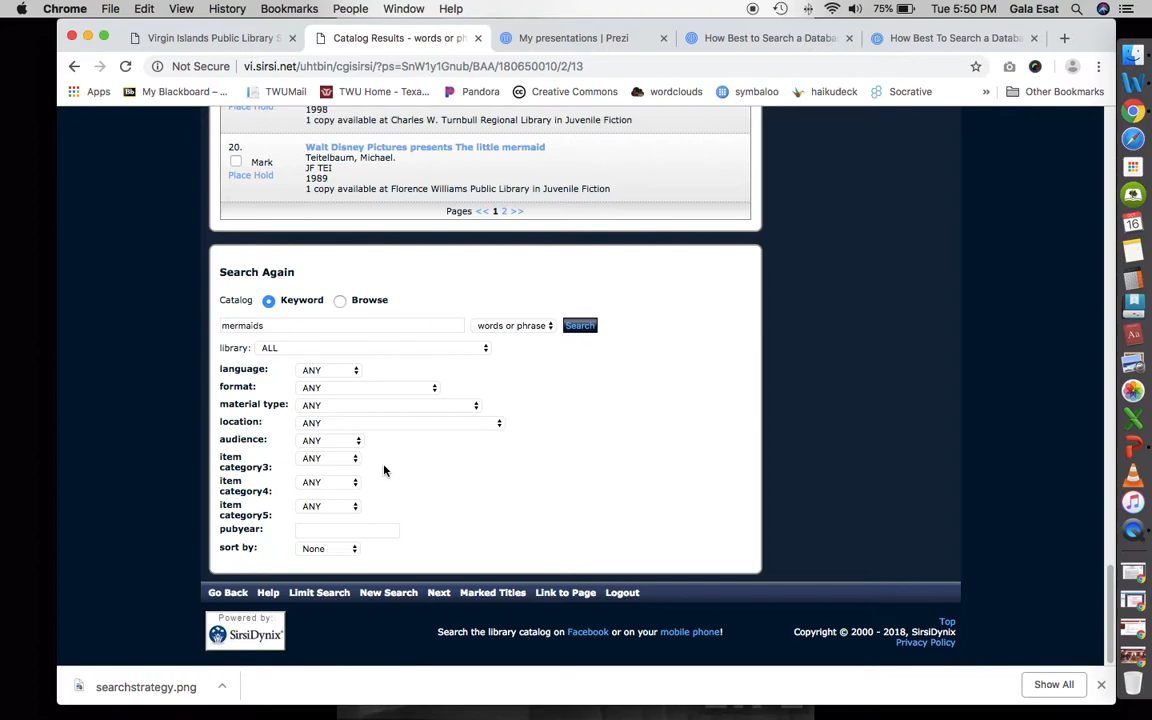 Chrome File Edit View History Bookmarks People Window Help 75% Tue 5:50 PM Gala Esat
Virgin Islands Public Library S Catalog Results - words or ph My presentations | Prezi How Best to Search a Databa How Best To Search a Databa
Not Secure vi.sirsi.net/uhtbin/cgisirsi/?ps=SnW1y1Gnub/BAA/180650010/2/13
Apps My Blackboard – ... TWUMail TWU Home - Texa... Pandora Creative Commons wordclouds symbaloo haikudeck Socrative » Other Bookmarks
Place Hold
1998
1 copy available at Charles W. Turnbull Regional Library in Juvenile Fiction
20. Walt Disney Pictures presents The little mermaid
Mark Teitelbaum, Michael.
Place Hold JF TEI
1989
1 copy available at Florence Williams Public Library in Juvenile Fiction
Pages << 1 2 >>
Search Again
Catalog Keyword Browse
mermaids words or phrase Search
library: ALL
language: ANY
format: ANY
material type: ANY
location: ANY
audience: ANY
item category3: ANY
item category4: ANY
item category5: ANY
pubyear:
sort by: None
Go Back Help Limit Search New Search Next Marked Titles Link to Page Logout
Powered by:
SirsiDynix
Search the library catalog on Facebook or on your mobile phone!
Top
Copyright © 2000 - 2018, SirsiDynix
Privacy Policy
searchstrategy.png Show All